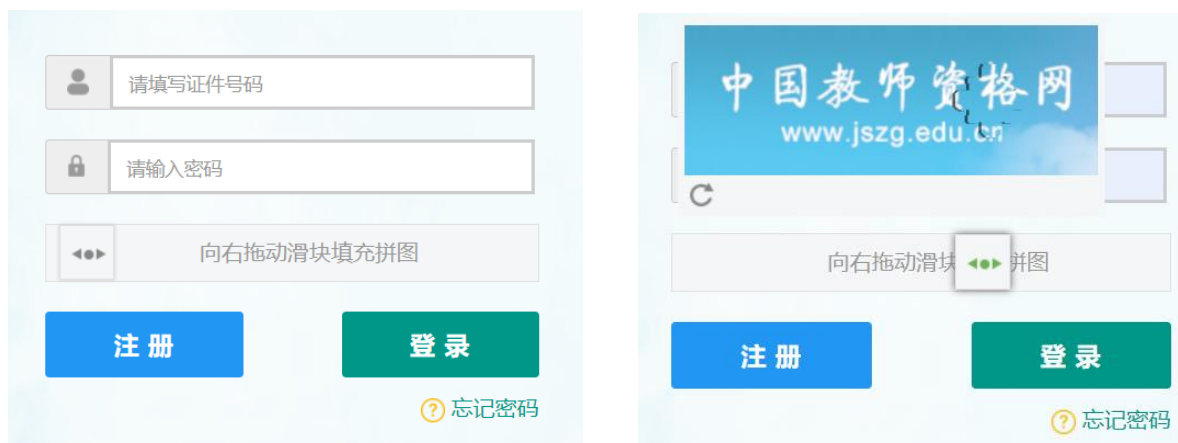 请填写证件号码
请输入密码
向右拖动滑块填充拼图
注 册
登 录
忘记密码
中国教师资格网
www.jszg.edu.cn
向右拖动滑块
拼图
注 册
登 录
忘记密码